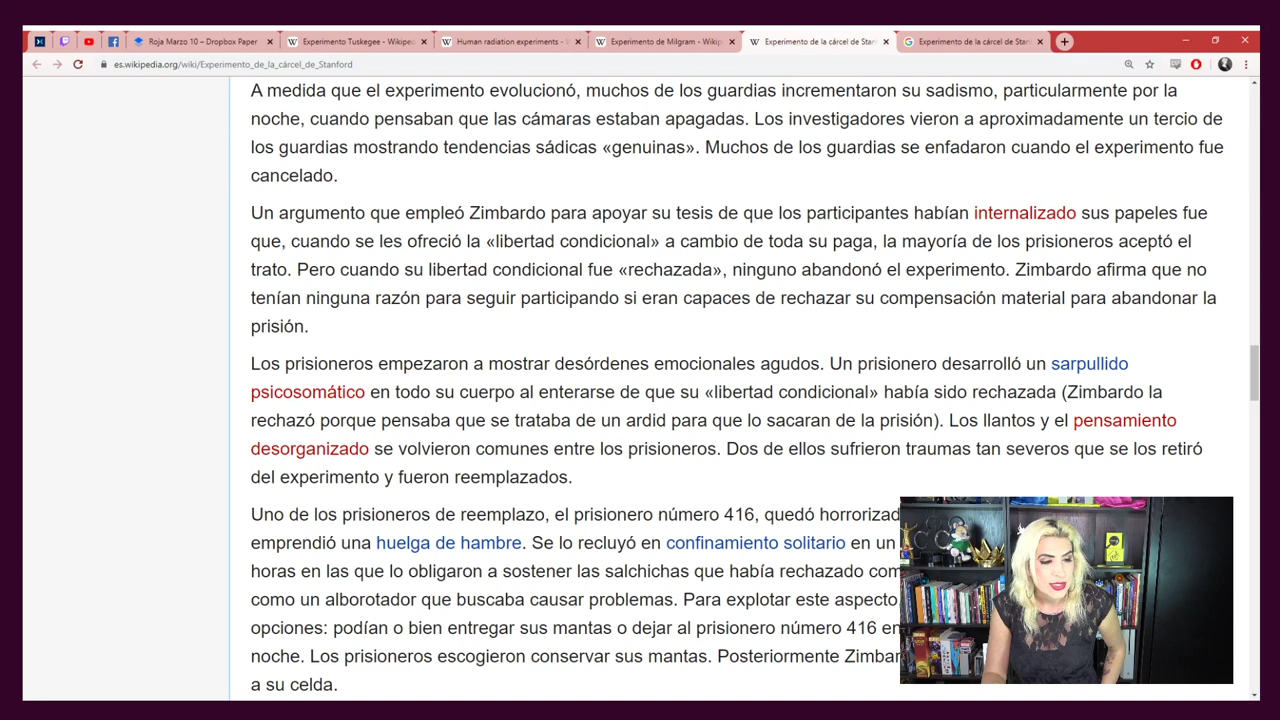 Roja Marzo 10 – Dropbox Paper
Experimento Tuskegee - Wikipe
Human radiation experiments - W
Experimento de Milgram - Wikip
Experimento de la cárcel de Stan
Experimento de la cárcel de Stan
es.wikipedia.org/wiki/Experimento_de_la_cárcel_de_Stanford
A medida que el experimento evolucionó, muchos de los guardias incrementaron su sadismo, particularmente por la
noche, cuando pensaban que las cámaras estaban apagadas. Los investigadores vieron a aproximadamente un tercio de
los guardias mostrando tendencias sádicas «genuinas». Muchos de los guardias se enfadaron cuando el experimento fue
cancelado.
Un argumento que empleó Zimbardo para apoyar su tesis de que los participantes habían internalizado sus papeles fue
que, cuando se les ofreció la «libertad condicional» a cambio de toda su paga, la mayoría de los prisioneros aceptó el
trato. Pero cuando su libertad condicional fue «rechazada», ninguno abandonó el experimento. Zimbardo afirma que no
tenían ninguna razón para seguir participando si eran capaces de rechazar su compensación material para abandonar la
prisión.
Los prisioneros empezaron a mostrar desórdenes emocionales agudos. Un prisionero desarrolló un sarpullido
psicosomático en todo su cuerpo al enterarse de que su «libertad condicional» había sido rechazada (Zimbardo la
rechazó porque pensaba que se trataba de un ardid para que lo sacaran de la prisión). Los llantos y el pensamiento
desorganizado se volvieron comunes entre los prisioneros. Dos de ellos sufrieron traumas tan severos que se los retiró
del experimento y fueron reemplazados.
Uno de los prisioneros de reemplazo, el prisionero número 416, quedó horrorizad
emprendió una huelga de hambre. Se lo recluyó en confinamiento solitario en un
horas en las que lo obligaron a sostener las salchichas que había rechazado com
como un alborotador que buscaba causar problemas. Para explotar este aspecto
opciones: podían o bien entregar sus mantas o dejar al prisionero número 416 en
noche. Los prisioneros escogieron conservar sus mantas. Posteriormente Zimbar
a su celda.